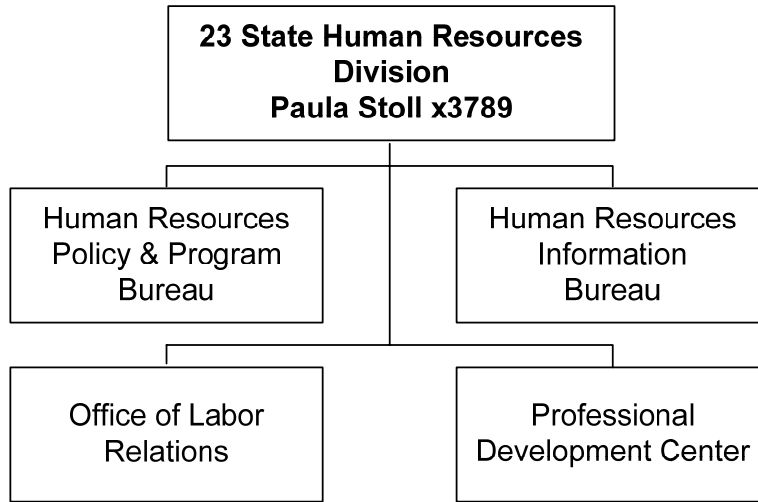 23 State Human Resources
Division
Paula Stoll x3789
Human Resources
Policy & Program
Bureau
Human Resources
Information
Bureau
Office of Labor
Relations
Professional
Development Center